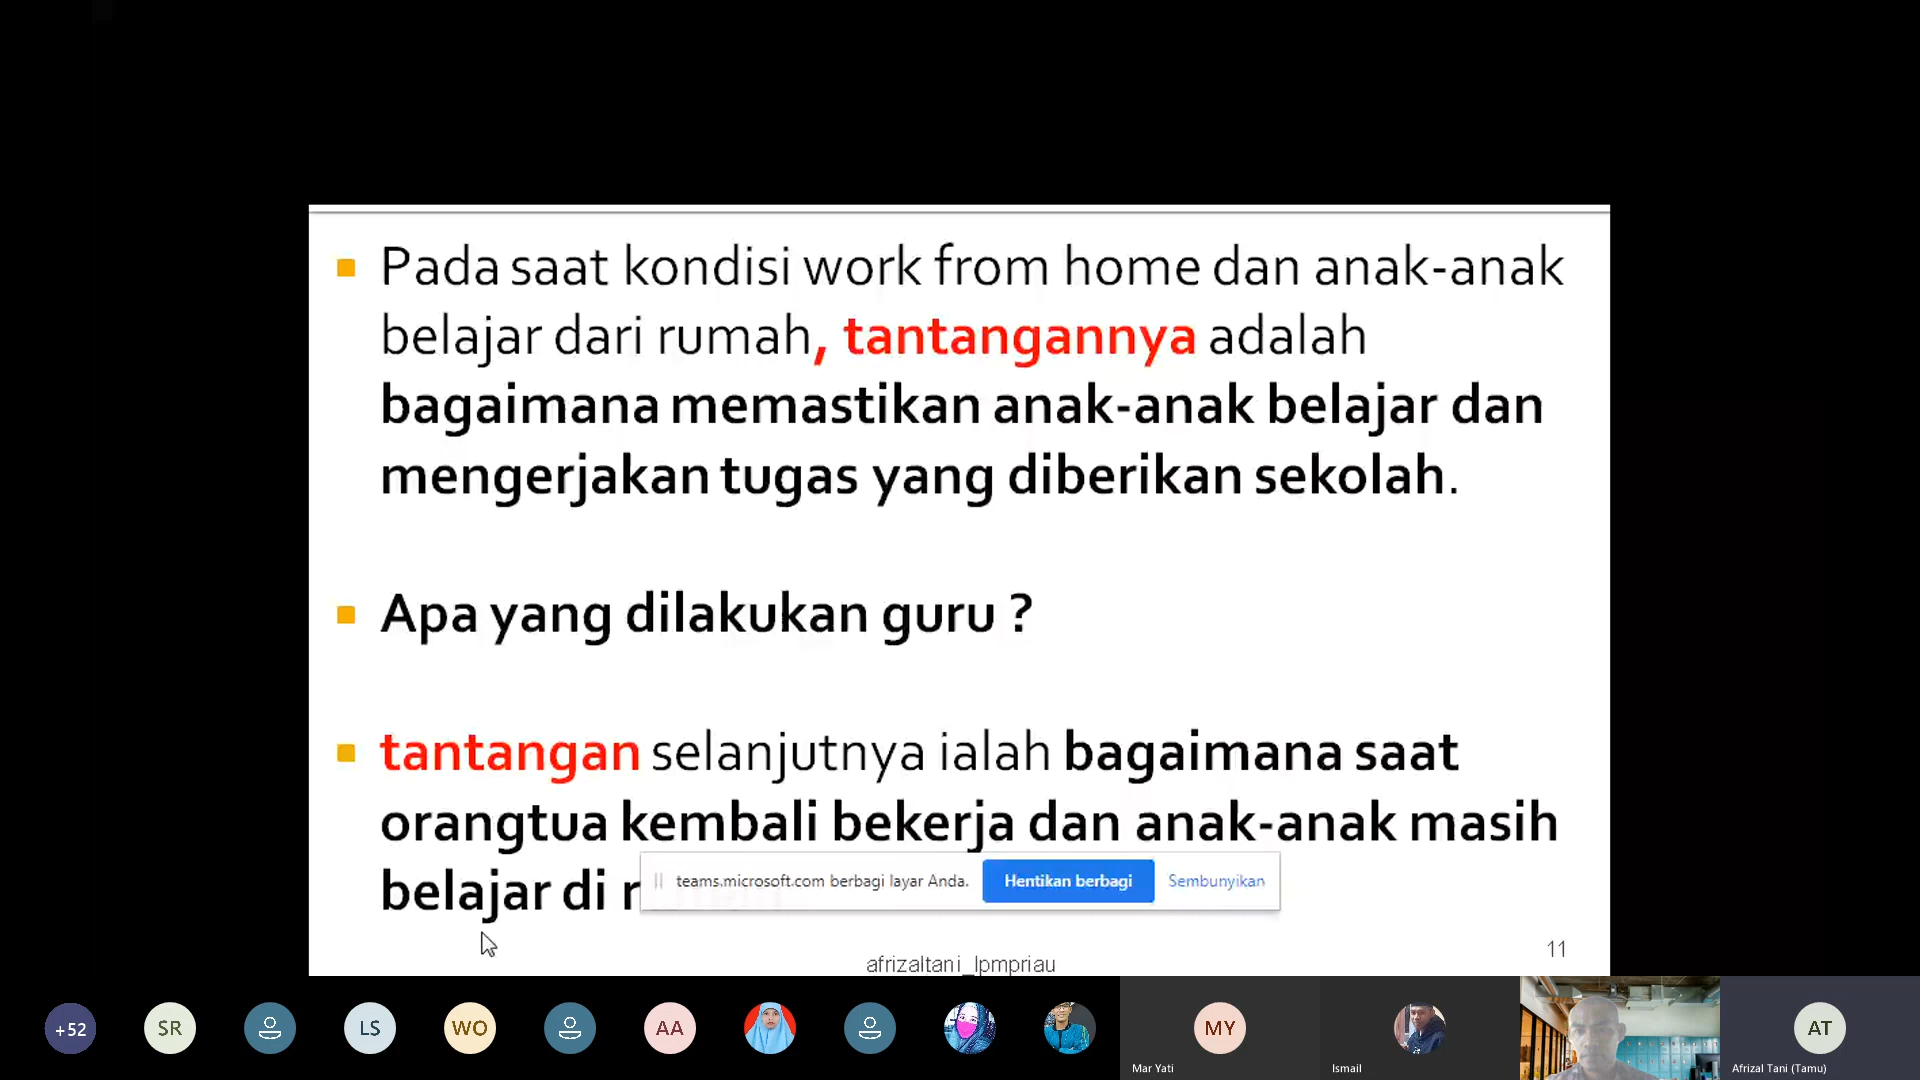 Pada saat kondisi work from home dan anak-anak
belajar dari rumah, tantangannya adalah
bagaimana memastikan anak-anak belajar dan
mengerjakan tugas yang diberikan sekolah.
Apa yang dilakukan guru ?
tantangan selanjutnya ialah bagaimana saat
orangtua kembali bekerja dan anak-anak masih
belajar di
teams.microsoft.com berbagi layar Anda. Hentikan berbagi Sembunyikan
11
afrizaltani_lpmpriau
+52 SR LS WO AA MY AT
Mar Yati Ismail Afrizal Tani (Tamu)